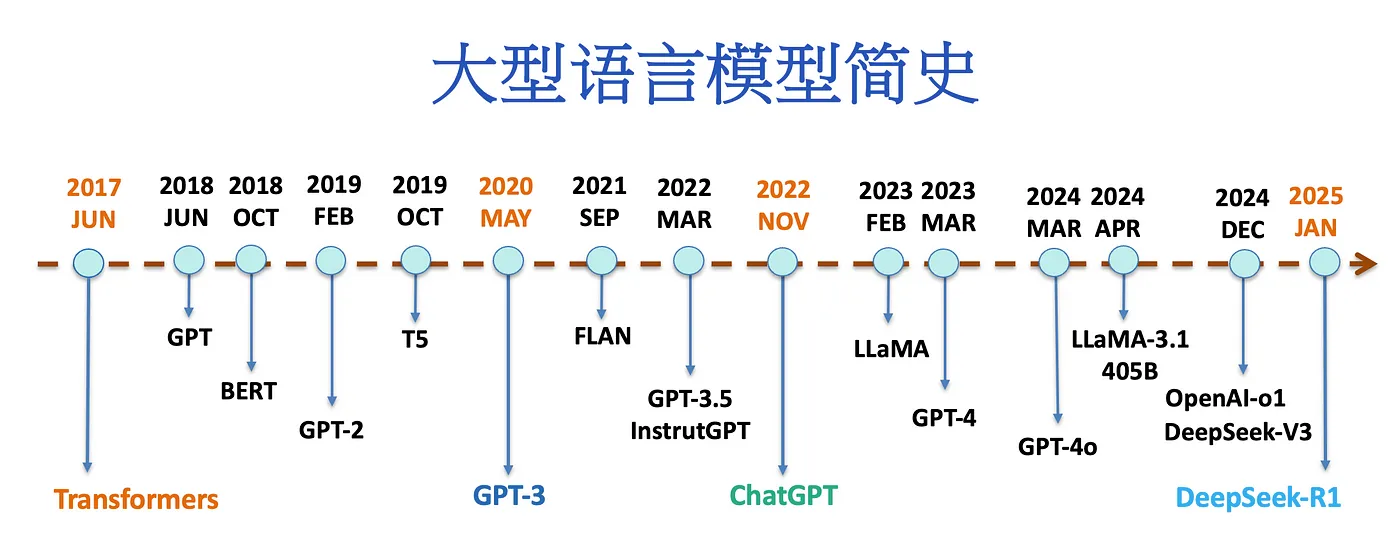 大型语言模型简史
2017 JUN
2018 JUN
2018 OCT
2019 FEB
2019 OCT
2020 MAY
2021 SEP
2022 MAR
2022 NOV
2023 FEB
2023 MAR
2024 MAR
2024 APR
2024 DEC
2025 JAN
Transformers
GPT
BERT
GPT-2
T5
GPT-3
FLAN
GPT-3.5
InstrutGPT
ChatGPT
LLaMA
GPT-4
GPT-4o
LLaMA-3.1
405B
OpenAI-o1
DeepSeek-V3
DeepSeek-R1